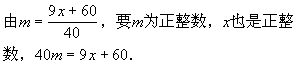 由m = (9x + 60)/40，要m为正整数，x也是正整
数，40m = 9x + 60.